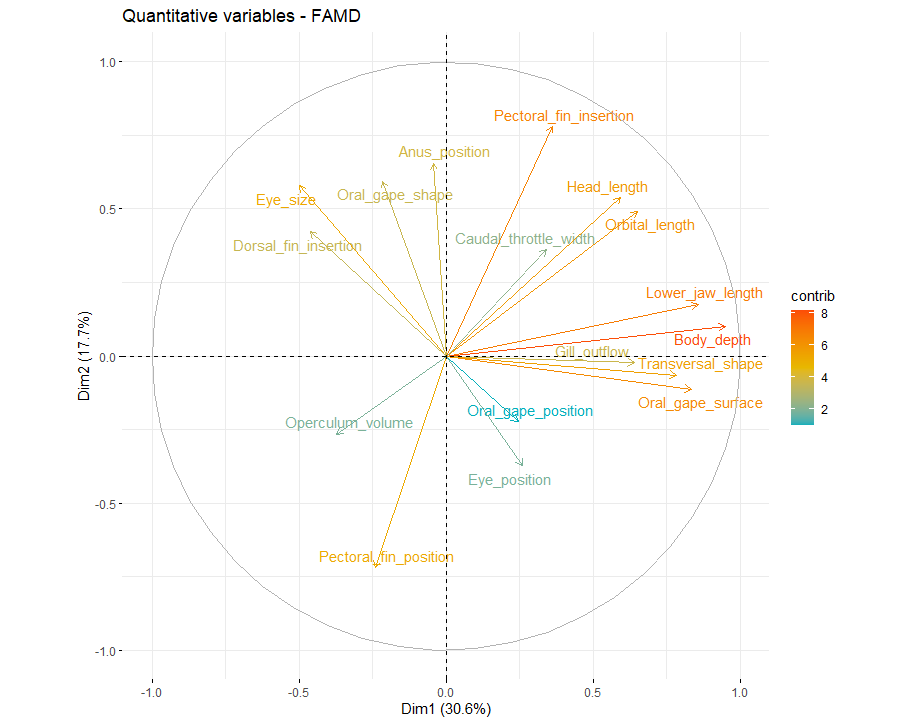 Quantitative variables - FAMD
1.0
0.5
0.0
-0.5
-1.0
Dim2 (17.7%)
Pectoral_fin_insertion
Anus_position
Head_length
Eye_size
Oral_gape_shape
Orbital_length
Dorsal_fin_insertion
Caudal_throttle_width
Lower_jaw_length
Body_depth
Gill_outflow
Transversal_shape
Oral_gape_surface
Oral_gape_position
Operculum_volume
Eye_position
Pectoral_fin_position
-1.0
-0.5
0.0
0.5
1.0
Dim1 (30.6%)
contrib
8
6
4
2